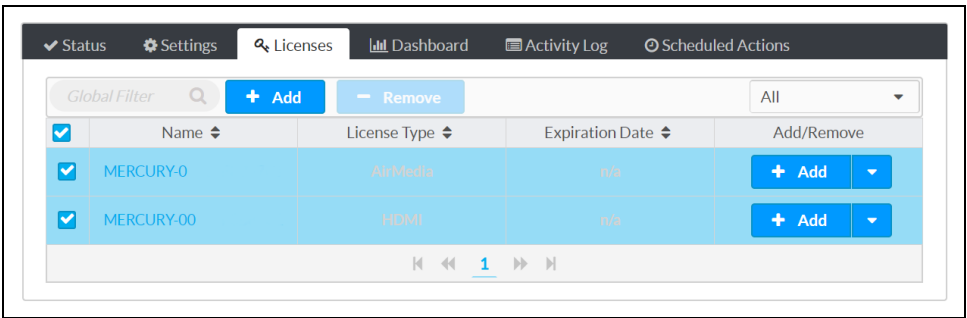 Status Settings Licenses Dashboard Activity Log Scheduled Actions
Global Filter + Add − Remove All
Name License Type Expiration Date Add/Remove
MERCURY-0 AirMedia n/a + Add
MERCURY-00 HDMI n/a + Add
1